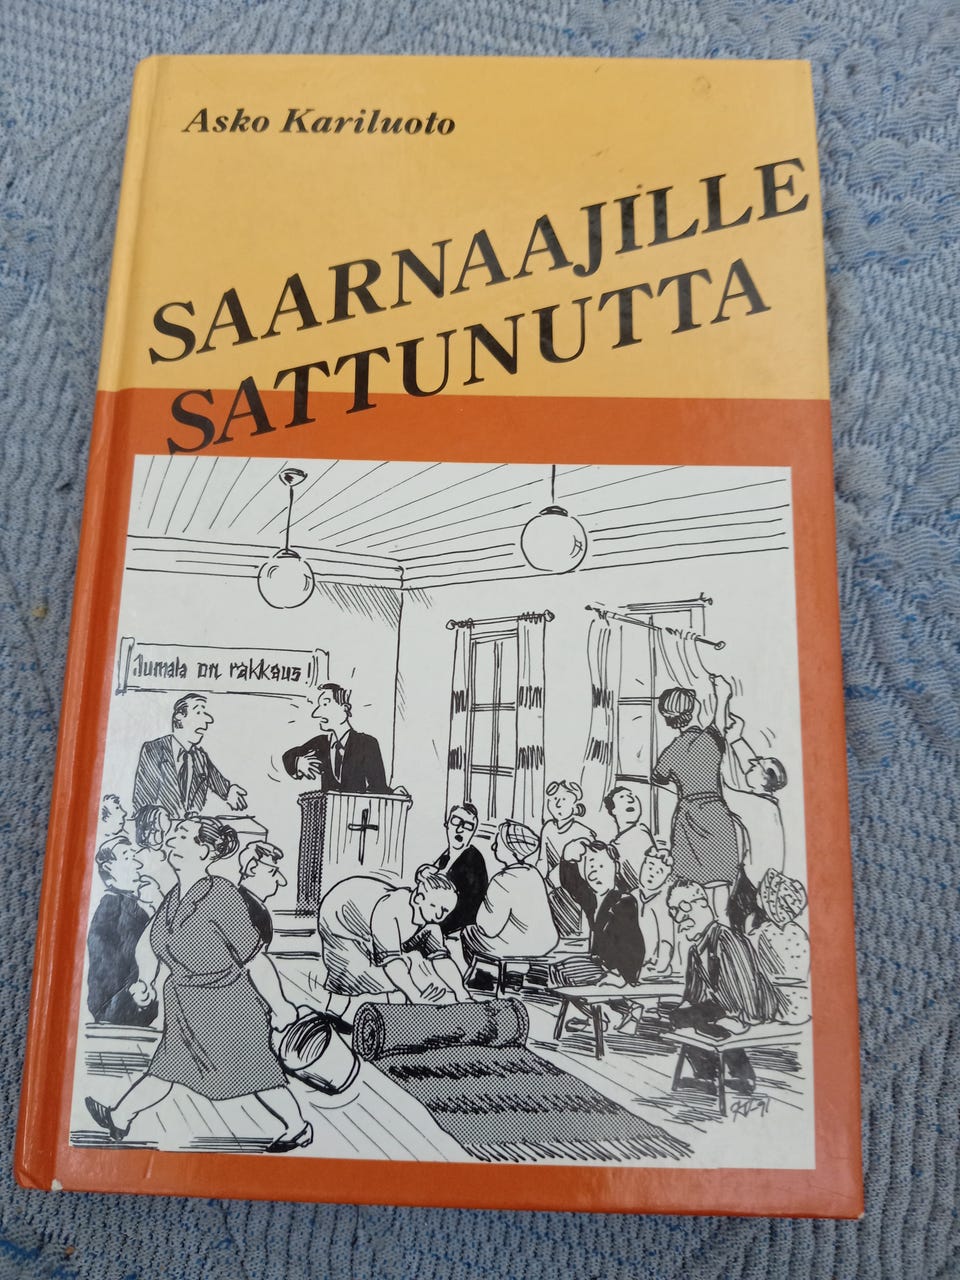 Asko Kariluoto
SAARNAAJILLE
SATTUNUTTA
Jumala on rakkaus!